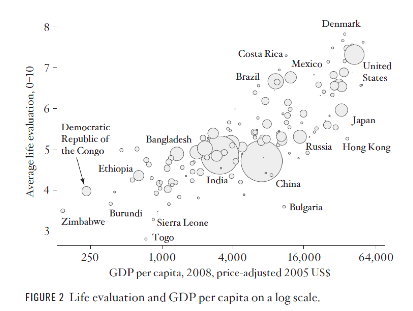 Denmark
8
Costa Rica
United
States
7
Mexico
Brazil
6
Democratic
Republic of
the Congo
Bangladesh
Japan
Russia
Hong Kong
5
Ethiopia
India
China
4
Burundi
Bulgaria
Sierra Leone
Zimbabwe
3
Togo
Average life evaluation, 0–10
250 1,000 4,000 16,000 64,000
GDP per capita, 2008, price-adjusted 2005 US$
FIGURE 2 Life evaluation and GDP per capita on a log scale.